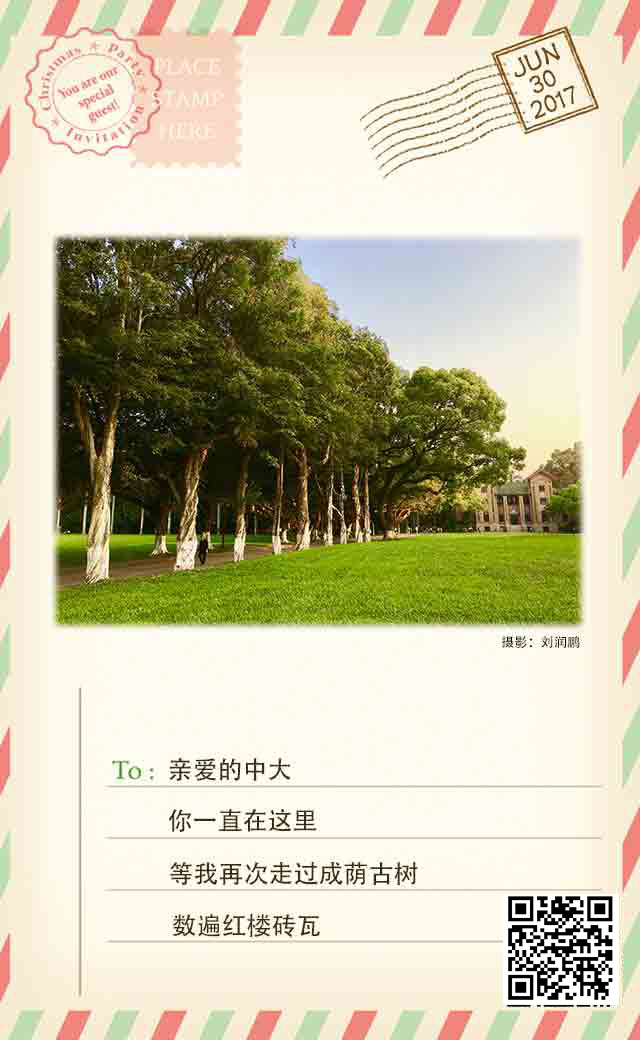 Christmas * Party *
Invitation
You are our
special
guest!
PLACE
STAMP
HERE
JUN
30
2017
摄影：刘润鹏
To : 亲爱的中大
你一直在这里
等我再次走过成荫古树
数遍红楼砖瓦